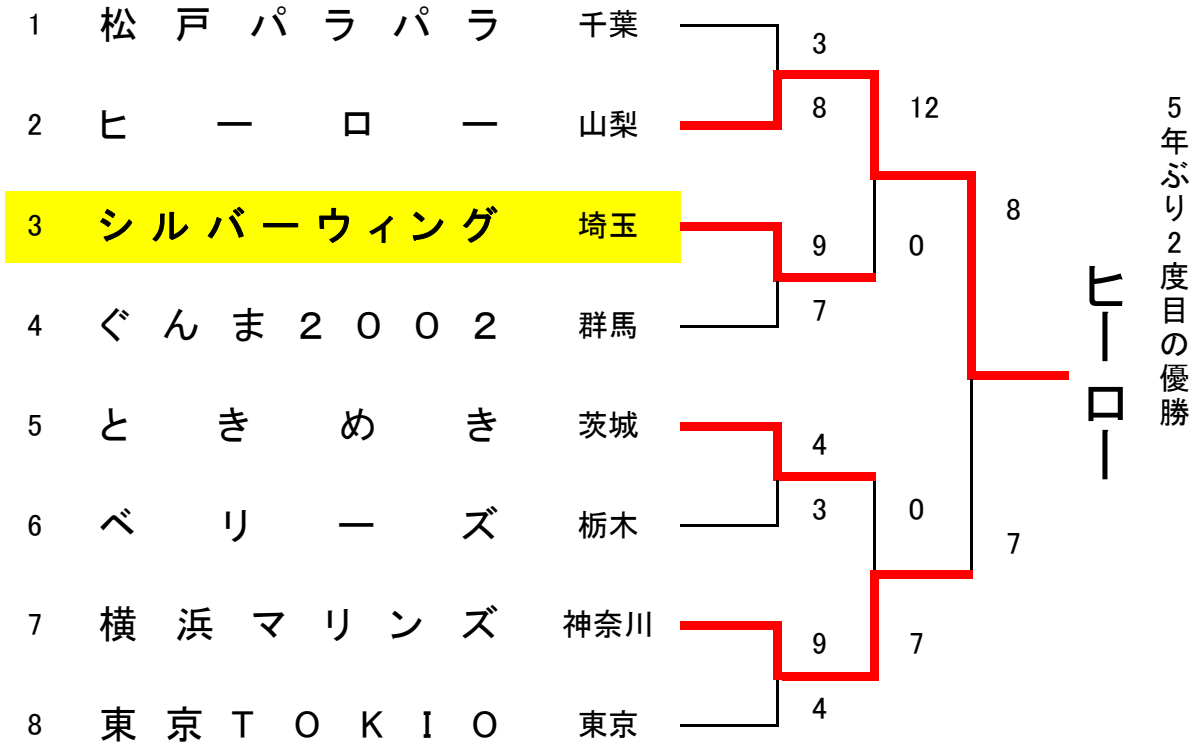 1 松戸パラパラ 千葉
3
8
12
2 ヒーロー 山梨
3 シルバーウィング 埼玉
8
9
0
7
4 ぐんま２００２ 群馬
5 ときめき 茨城
4
3
0
6 ベリーズ 栃木
7
7 横浜マリンズ 神奈川
9
7
4
8 東京ＴＯＫＩＯ 東京
ヒーロー
5年ぶり2度目の優勝